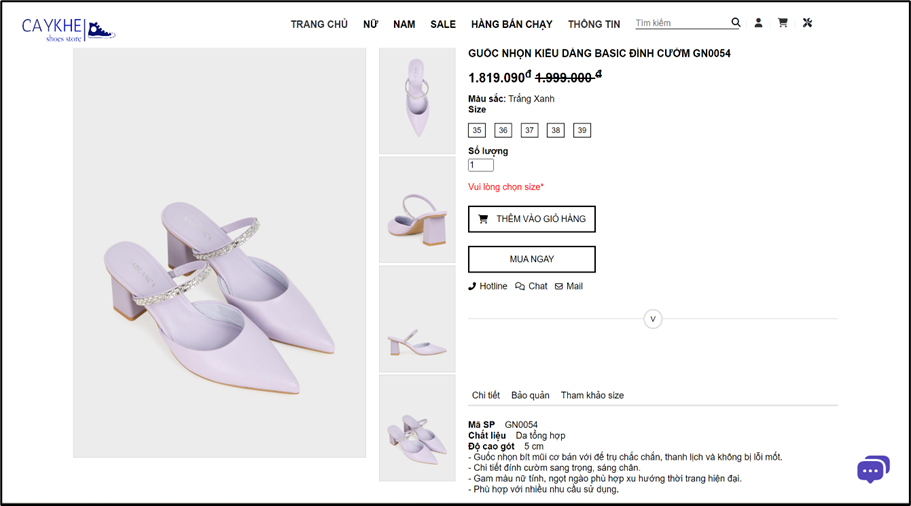 CAYKHE
shoes store
TRANG CHỦ NỮ NAM SALE HÀNG BÁN CHẠY THÔNG TIN Tìm kiếm
GUỐC NHỌN KIỂU DÁNG BASIC ĐÍNH CƯỜM GN0054
1.819.090đ 1.999.000 đ
Màu sắc: Trắng Xanh
Size
35 36 37 38 39
Số lượng
1
Vui lòng chọn size*
THÊM VÀO GIỎ HÀNG
MUA NGAY
Hotline Chat Mail
V
Chi tiết Bảo quản Tham khảo size
Mã SP GN0054
Chất liệu Da tổng hợp
Độ cao gót 5 cm
- Guốc nhọn bít mũi cơ bản với đế trụ chắc chắn, thanh lịch và không bị lỗi mốt.
- Chi tiết đính cườm sang trọng, sáng chân.
- Gam màu nữ tính, ngọt ngào phù hợp xu hướng thời trang hiện đại.
- Phù hợp với nhiều nhu cầu sử dụng.